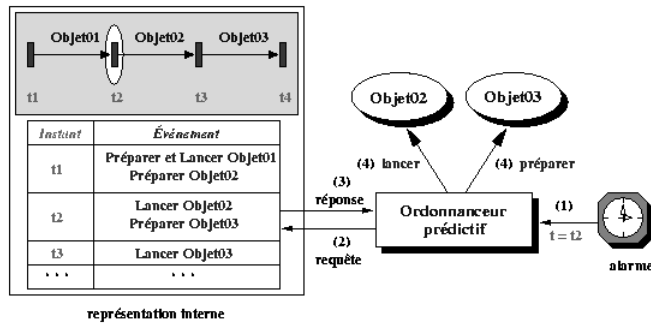 Objet01 Objet02 Objet03
t1 t2 t3 t4
Instant Événement
t1 Préparer et Lancer Objet01
Préparer Objet02
t2 Lancer Objet02
Préparer Objet03
t3 Lancer Objet03
... ...
représentation interne
Objet02 Objet03
(4) lancer (4) préparer
(3)
réponse
(2)
requête
Ordonnanceur
prédictif
(1)
t = t2
alarme